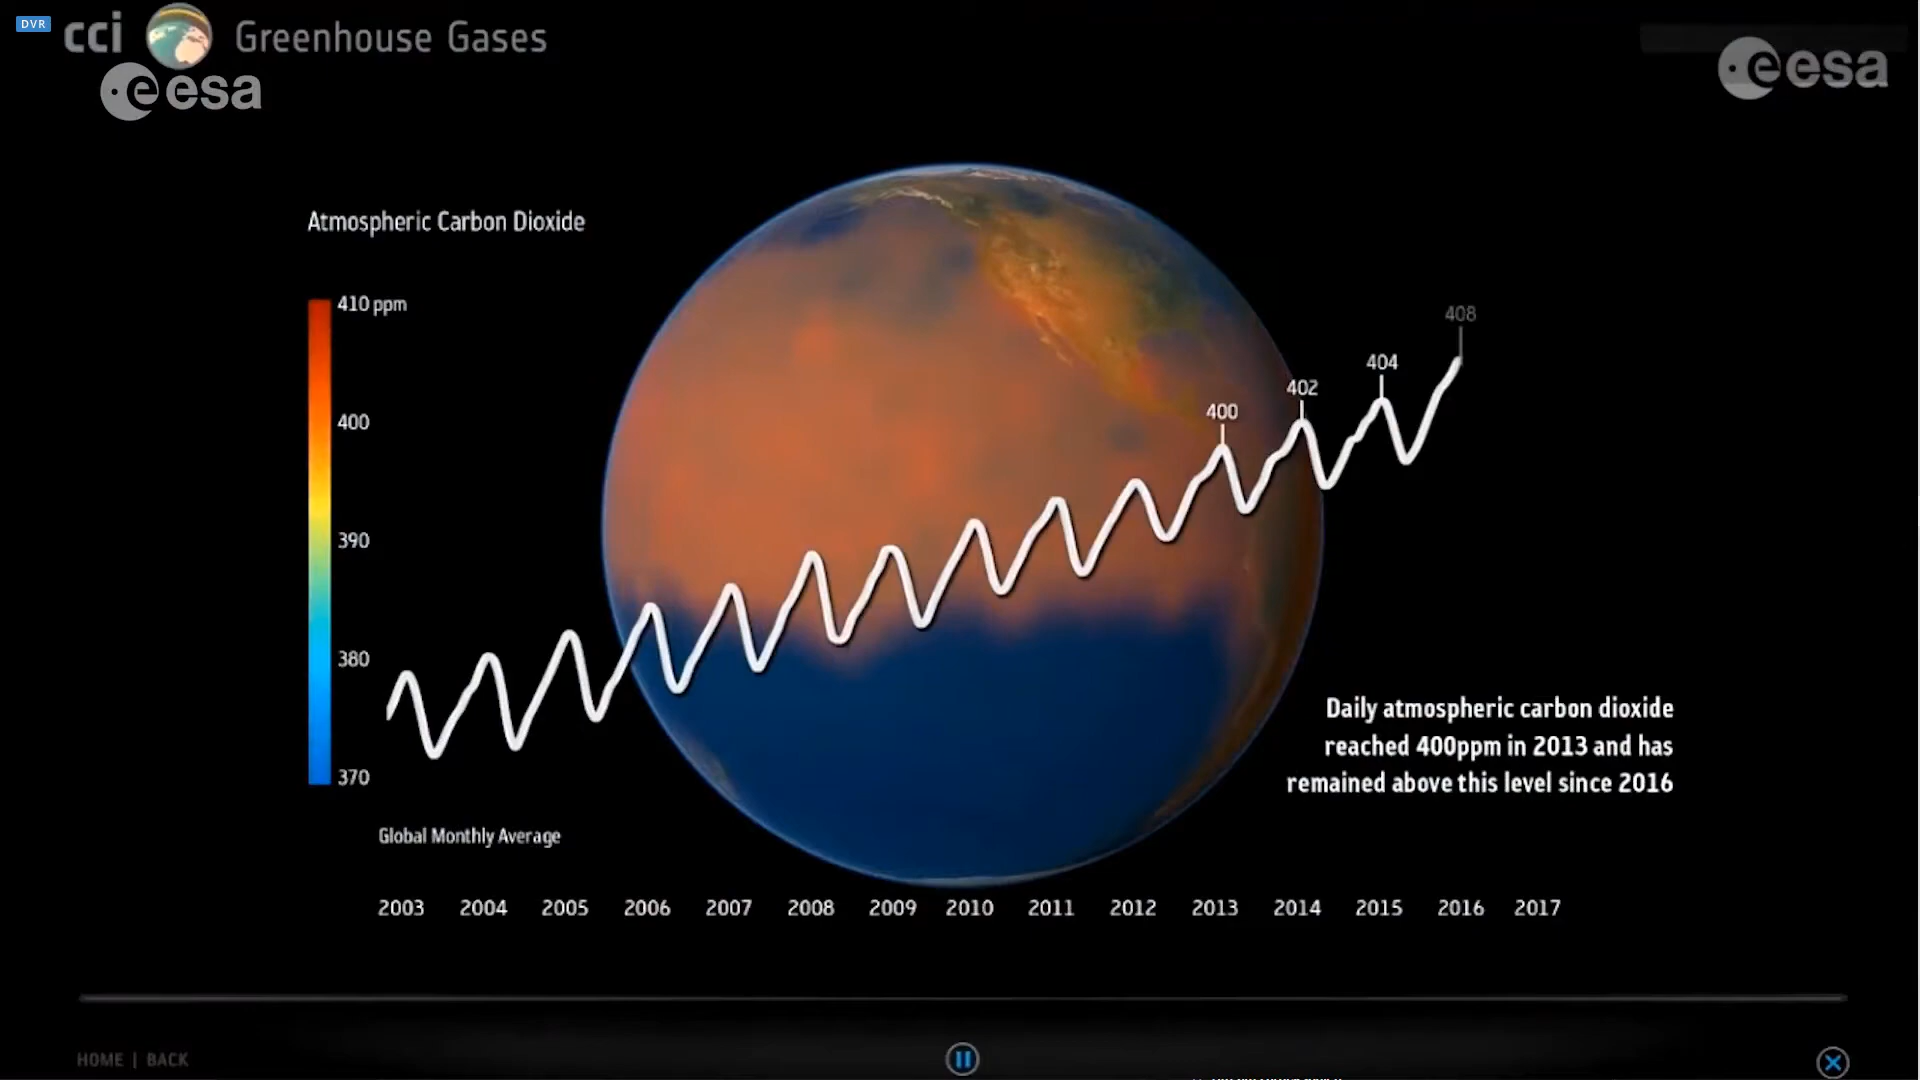 DVR
cci Greenhouse Gases
esa
esa
Atmospheric Carbon Dioxide
410 ppm
400
390
380
370
400
402
404
408
Daily atmospheric carbon dioxide
reached 400ppm in 2013 and has
remained above this level since 2016
Global Monthly Average
2003 2004 2005 2006 2007 2008 2009 2010 2011 2012 2013 2014 2015 2016 2017
HOME | BACK